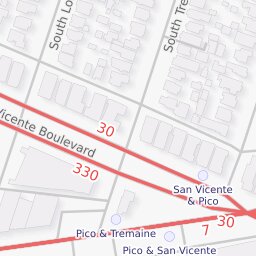 South Lo
South Tre
30
Vicente Boulevard
330
San Vicente
& Pico
Pico & Tremaine
30
7
Pico & San Vicente